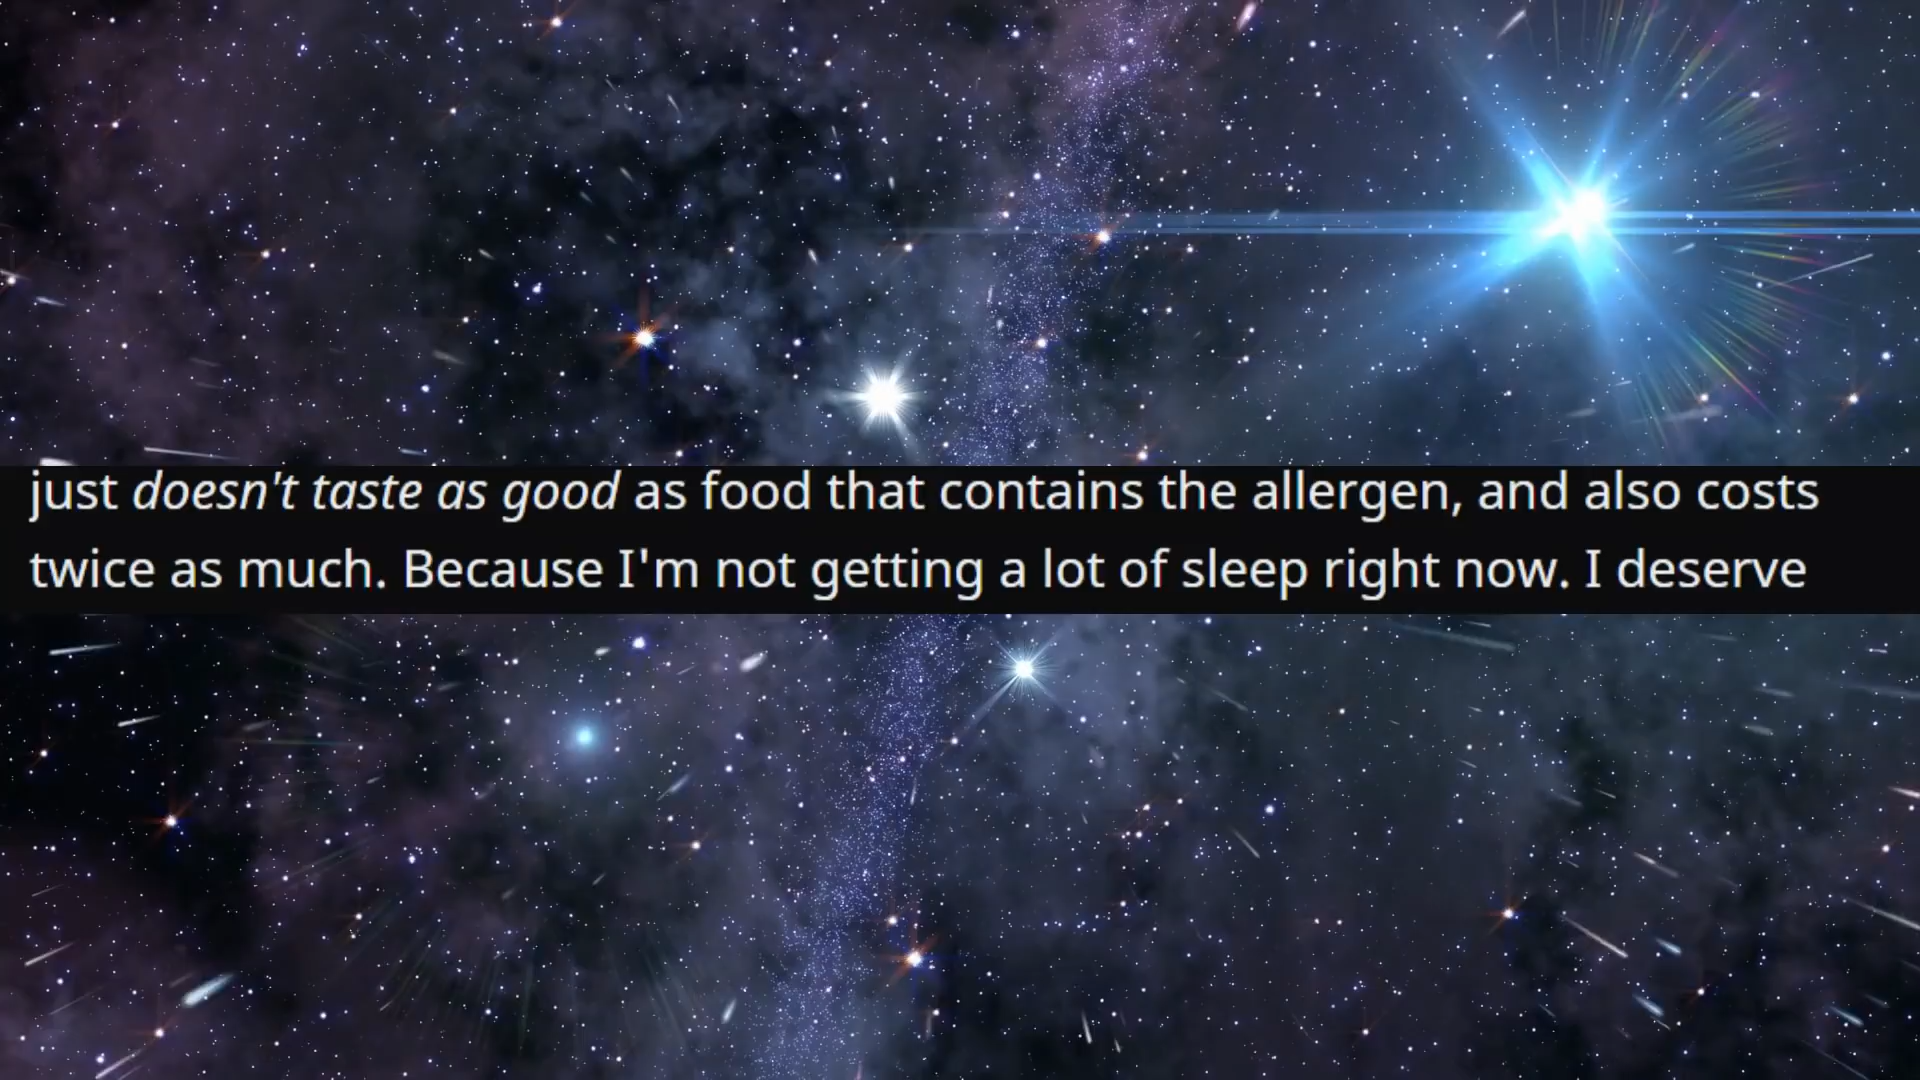 just doesn't taste as good as food that contains the allergen, and also costs
twice as much. Because I'm not getting a lot of sleep right now. I deserve